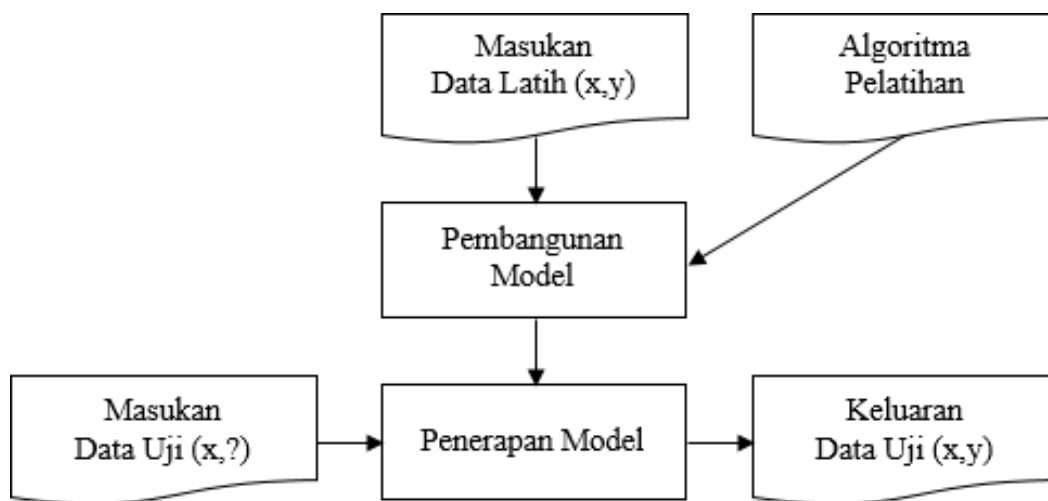 Masukan
Data Latih (x,y)
Algoritma
Pelatihan
Pembangunan
Model
Masukan
Data Uji (x,?)
Penerapan Model
Keluaran
Data Uji (x,y)